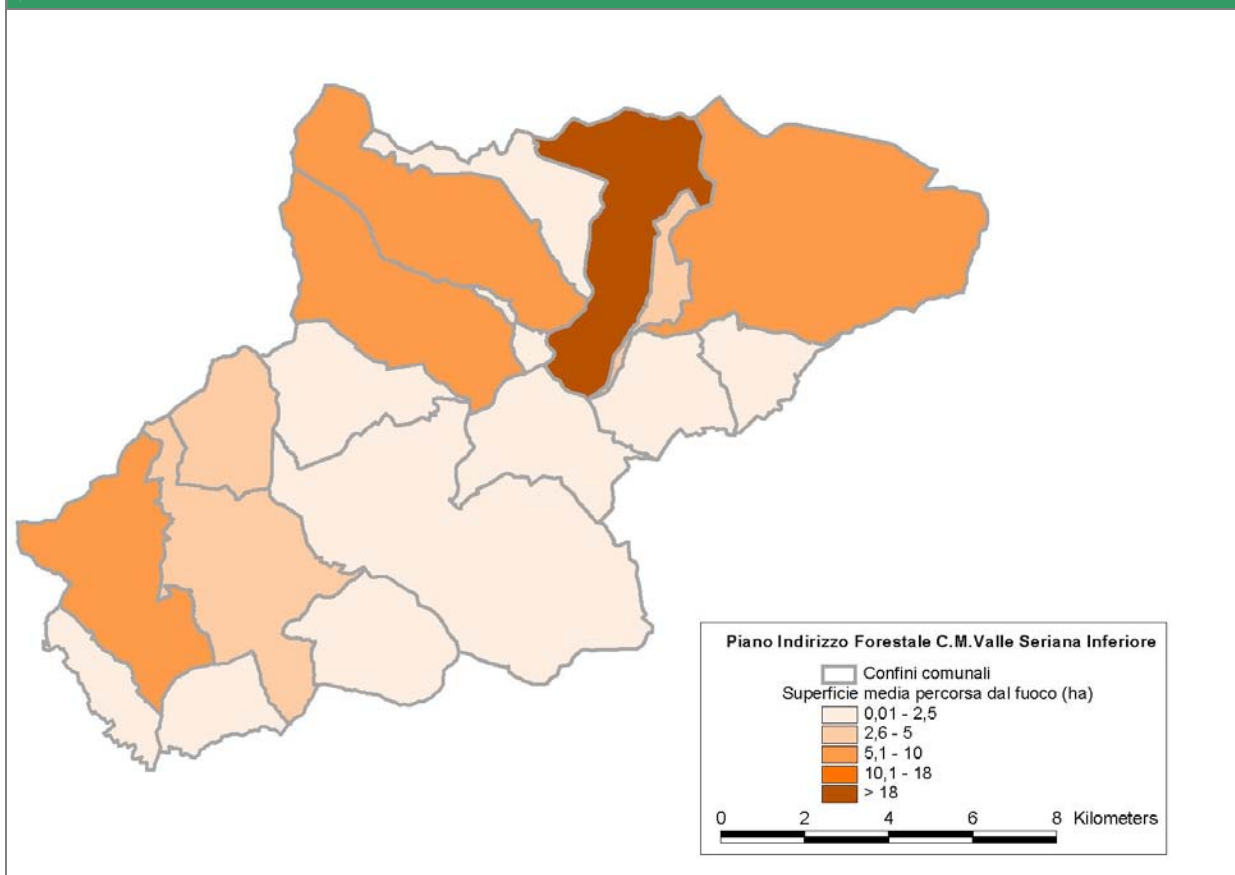 Piano Indirizzo Forestale C.M.Valle Seriana Inferiore
Confini comunali
Superficie media percorsa dal fuoco (ha)
0,01 - 2,5
2,6 - 5
5,1 - 10
10,1 - 18
> 18
0 2 4 6 8 Kilometers